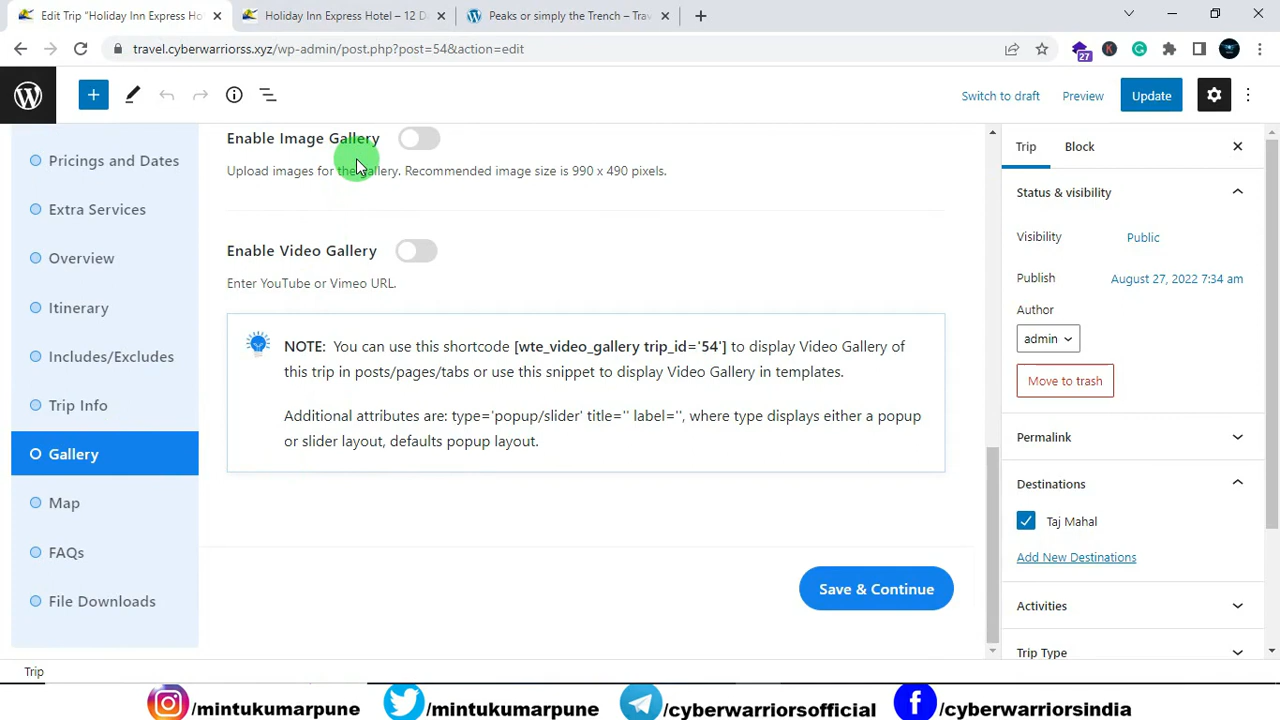 Edit Trip "Holiday Inn Express Ho
Holiday Inn Express Hotel – 12 D
Peaks or simply the Trench – Trav
travel.cyberwarriorss.xyz/wp-admin/post.php?post=54&action=edit
27
Switch to draft
Preview
Update
Pricings and Dates
Extra Services
Overview
Itinerary
Includes/Excludes
Trip Info
Gallery
Map
FAQs
File Downloads
Enable Image Gallery
Upload images for the gallery. Recommended image size is 990 x 490 pixels.
Enable Video Gallery
Enter YouTube or Vimeo URL.
NOTE: You can use this shortcode [wte_video_gallery trip_id='54'] to display Video Gallery of
this trip in posts/pages/tabs or use this snippet to display Video Gallery in templates.
Additional attributes are: type='popup/slider' title='' label='', where type displays either a popup
or slider layout, defaults popup layout.
Save & Continue
Trip
Block
Status & visibility
Visibility
Public
Publish
August 27, 2022 7:34 am
Author
admin
Move to trash
Permalink
Destinations
Taj Mahal
Add New Destinations
Activities
Trip Type
Trip
/mintukumarpune
/mintukumarpune
/cyberwarriorsofficial
/cyberwarriorsindia